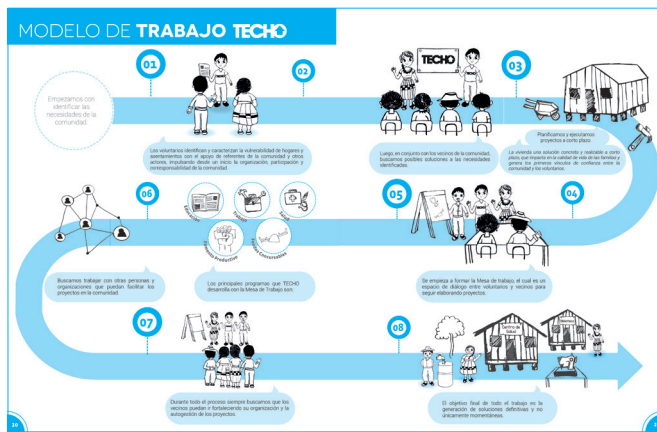 MODELO DE TRABAJO TECHO
Empezamos con
identificar las
necesidades de la
comunidad.
01
Los voluntarios identifican y caracterizan la vulnerabilidad de hogares y
asentamientos con el apoyo de referentes de la comunidad y otros
actores, impulsando desde un inicio la organización, participación y
corresponsabilidad de la comunidad.
02
TECHO
Luego, en conjunto con los vecinos de la comunidad,
buscamos posibles soluciones a las necesidades
identificadas.
03
Planificamos y ejecutamos
proyectos a corto plazo.
La vivienda una solución concreta y realizable a corto
plazo, que impacta en la calidad de vida de las familias y
genera los primeros vínculos de confianza entre la
comunidad y los voluntarios.
04
05
Se empieza a formar la Mesa de trabajo, el cual es un
espacio de diálogo entre voluntarios y vecinos para
seguir elaborando proyectos.
06
Educación
Trabajo
Salud
Fomento Productivo
Fondos Concursables
Los principales programas que TECHO
desarrolla con la Mesa de Trabajo son:
Buscamos trabajar con otras personas y
organizaciones que puedan facilitar los
proyectos en la comunidad.
07
Durante todo el proceso siempre buscamos que los
vecinos puedan ir fortaleciendo su organización y la
autogestión de los proyectos.
08
Centro de
Salud
El objetivo final de todo el trabajo es la
generación de soluciones definitivas y no
únicamente momentáneas.
20